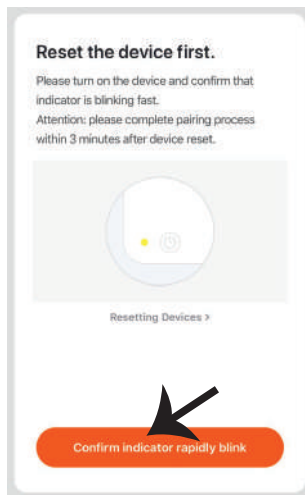 Reset the device first.
Please turn on the device and confirm that
indicator is blinking fast.
Attention: please complete pairing process
within 3 minutes after device reset.
Resetting Devices >
Confirm indicator rapidly blink